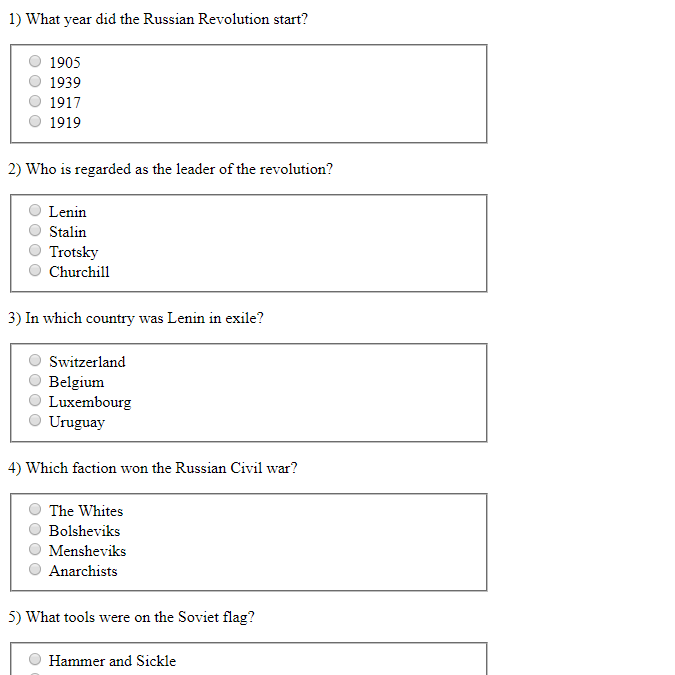 1) What year did the Russian Revolution start?
1905
1939
1917
1919
2) Who is regarded as the leader of the revolution?
Lenin
Stalin
Trotsky
Churchill
3) In which country was Lenin in exile?
Switzerland
Belgium
Luxembourg
Uruguay
4) Which faction won the Russian Civil war?
The Whites
Bolsheviks
Mensheviks
Anarchists
5) What tools were on the Soviet flag?
Hammer and Sickle